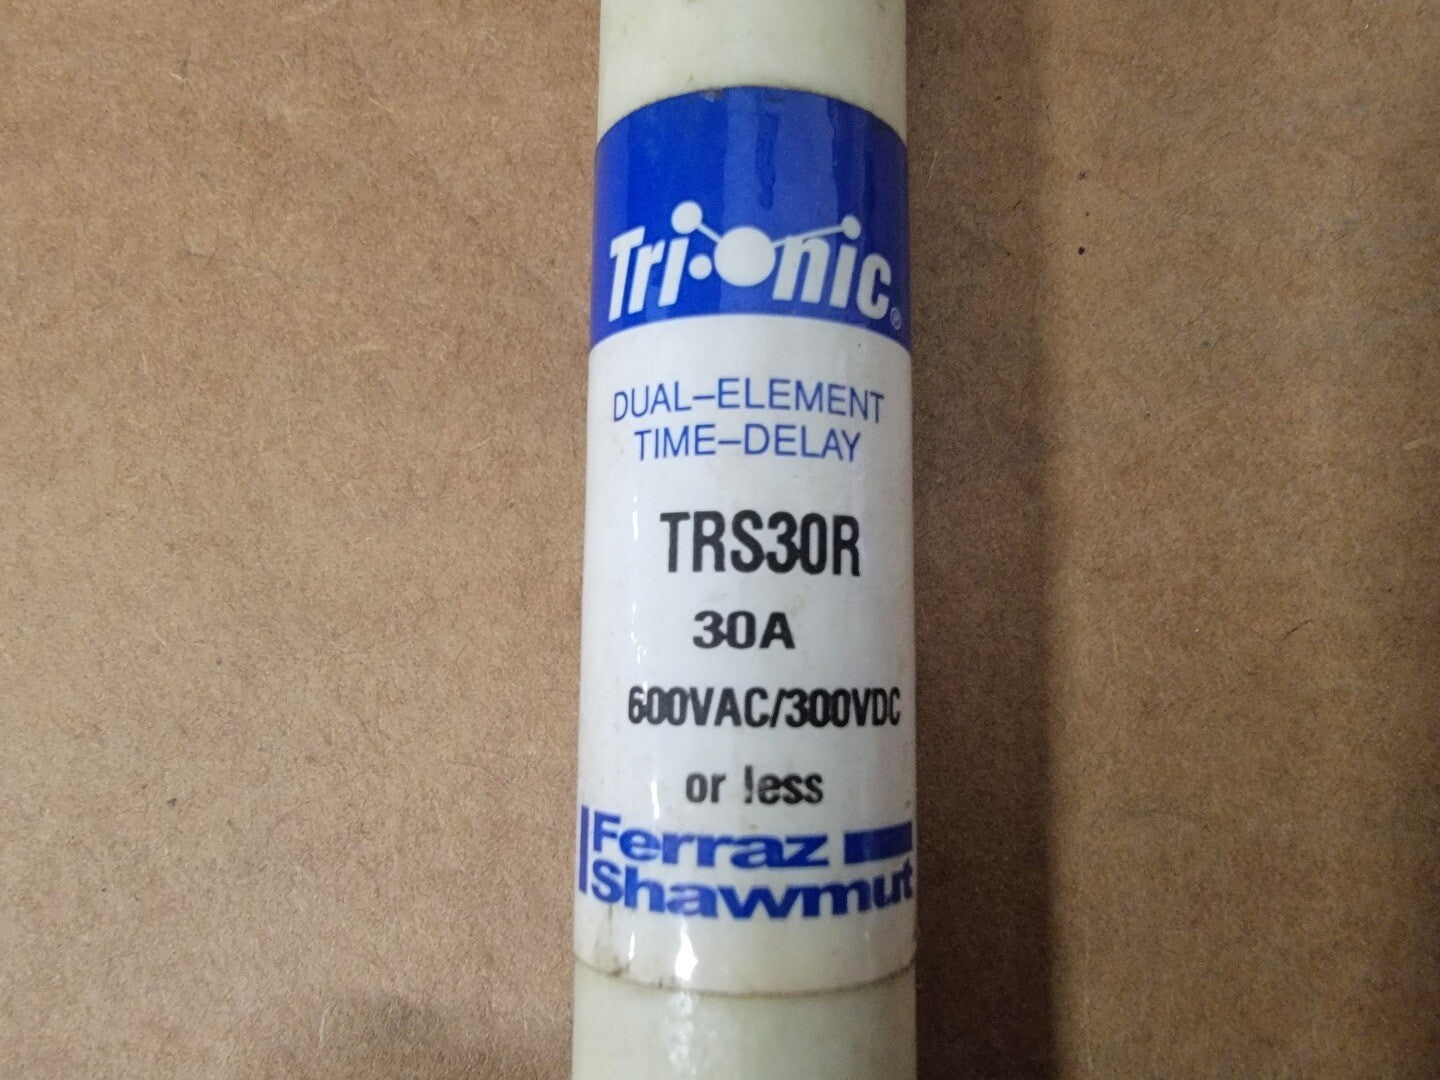 Tri-onic®
DUAL-ELEMENT
TIME-DELAY
TRS30R
30A
600VAC/300VDC
or less
Ferraz
Shawmut